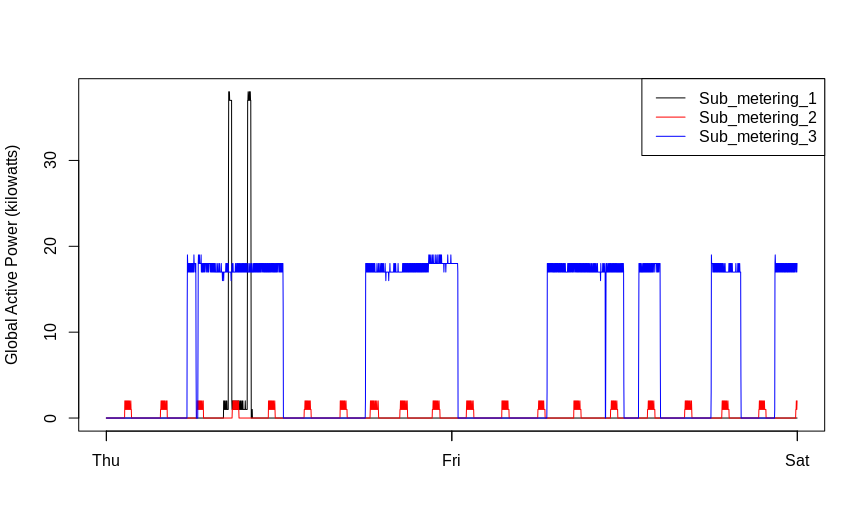 Sub_metering_1
Sub_metering_2
Sub_metering_3
Global Active Power (kilowatts)
30
20
10
0
Thu Fri Sat